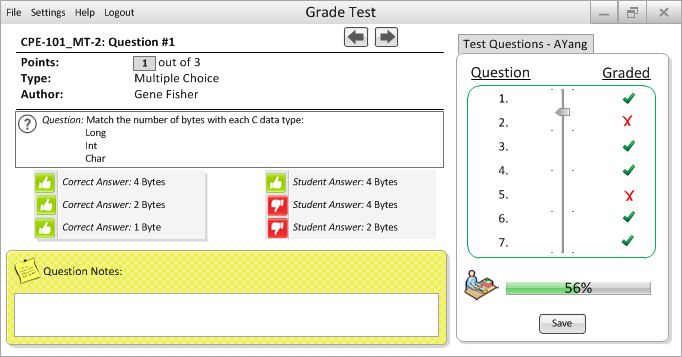 File Settings Help Logout
Grade Test
CPE-101_MT-2: Question #1
Points: 1 out of 3
Type: Multiple Choice
Author: Gene Fisher
Question: Match the number of bytes with each C data type:
Long
Int
Char
Correct Answer: 4 Bytes
Student Answer: 4 Bytes
Correct Answer: 2 Bytes
Student Answer: 4 Bytes
Correct Answer: 1 Byte
Student Answer: 2 Bytes
Question Notes:
Test Questions - AYang
Question Graded
1.
2.
3.
4.
5.
6.
7.
56%
Save